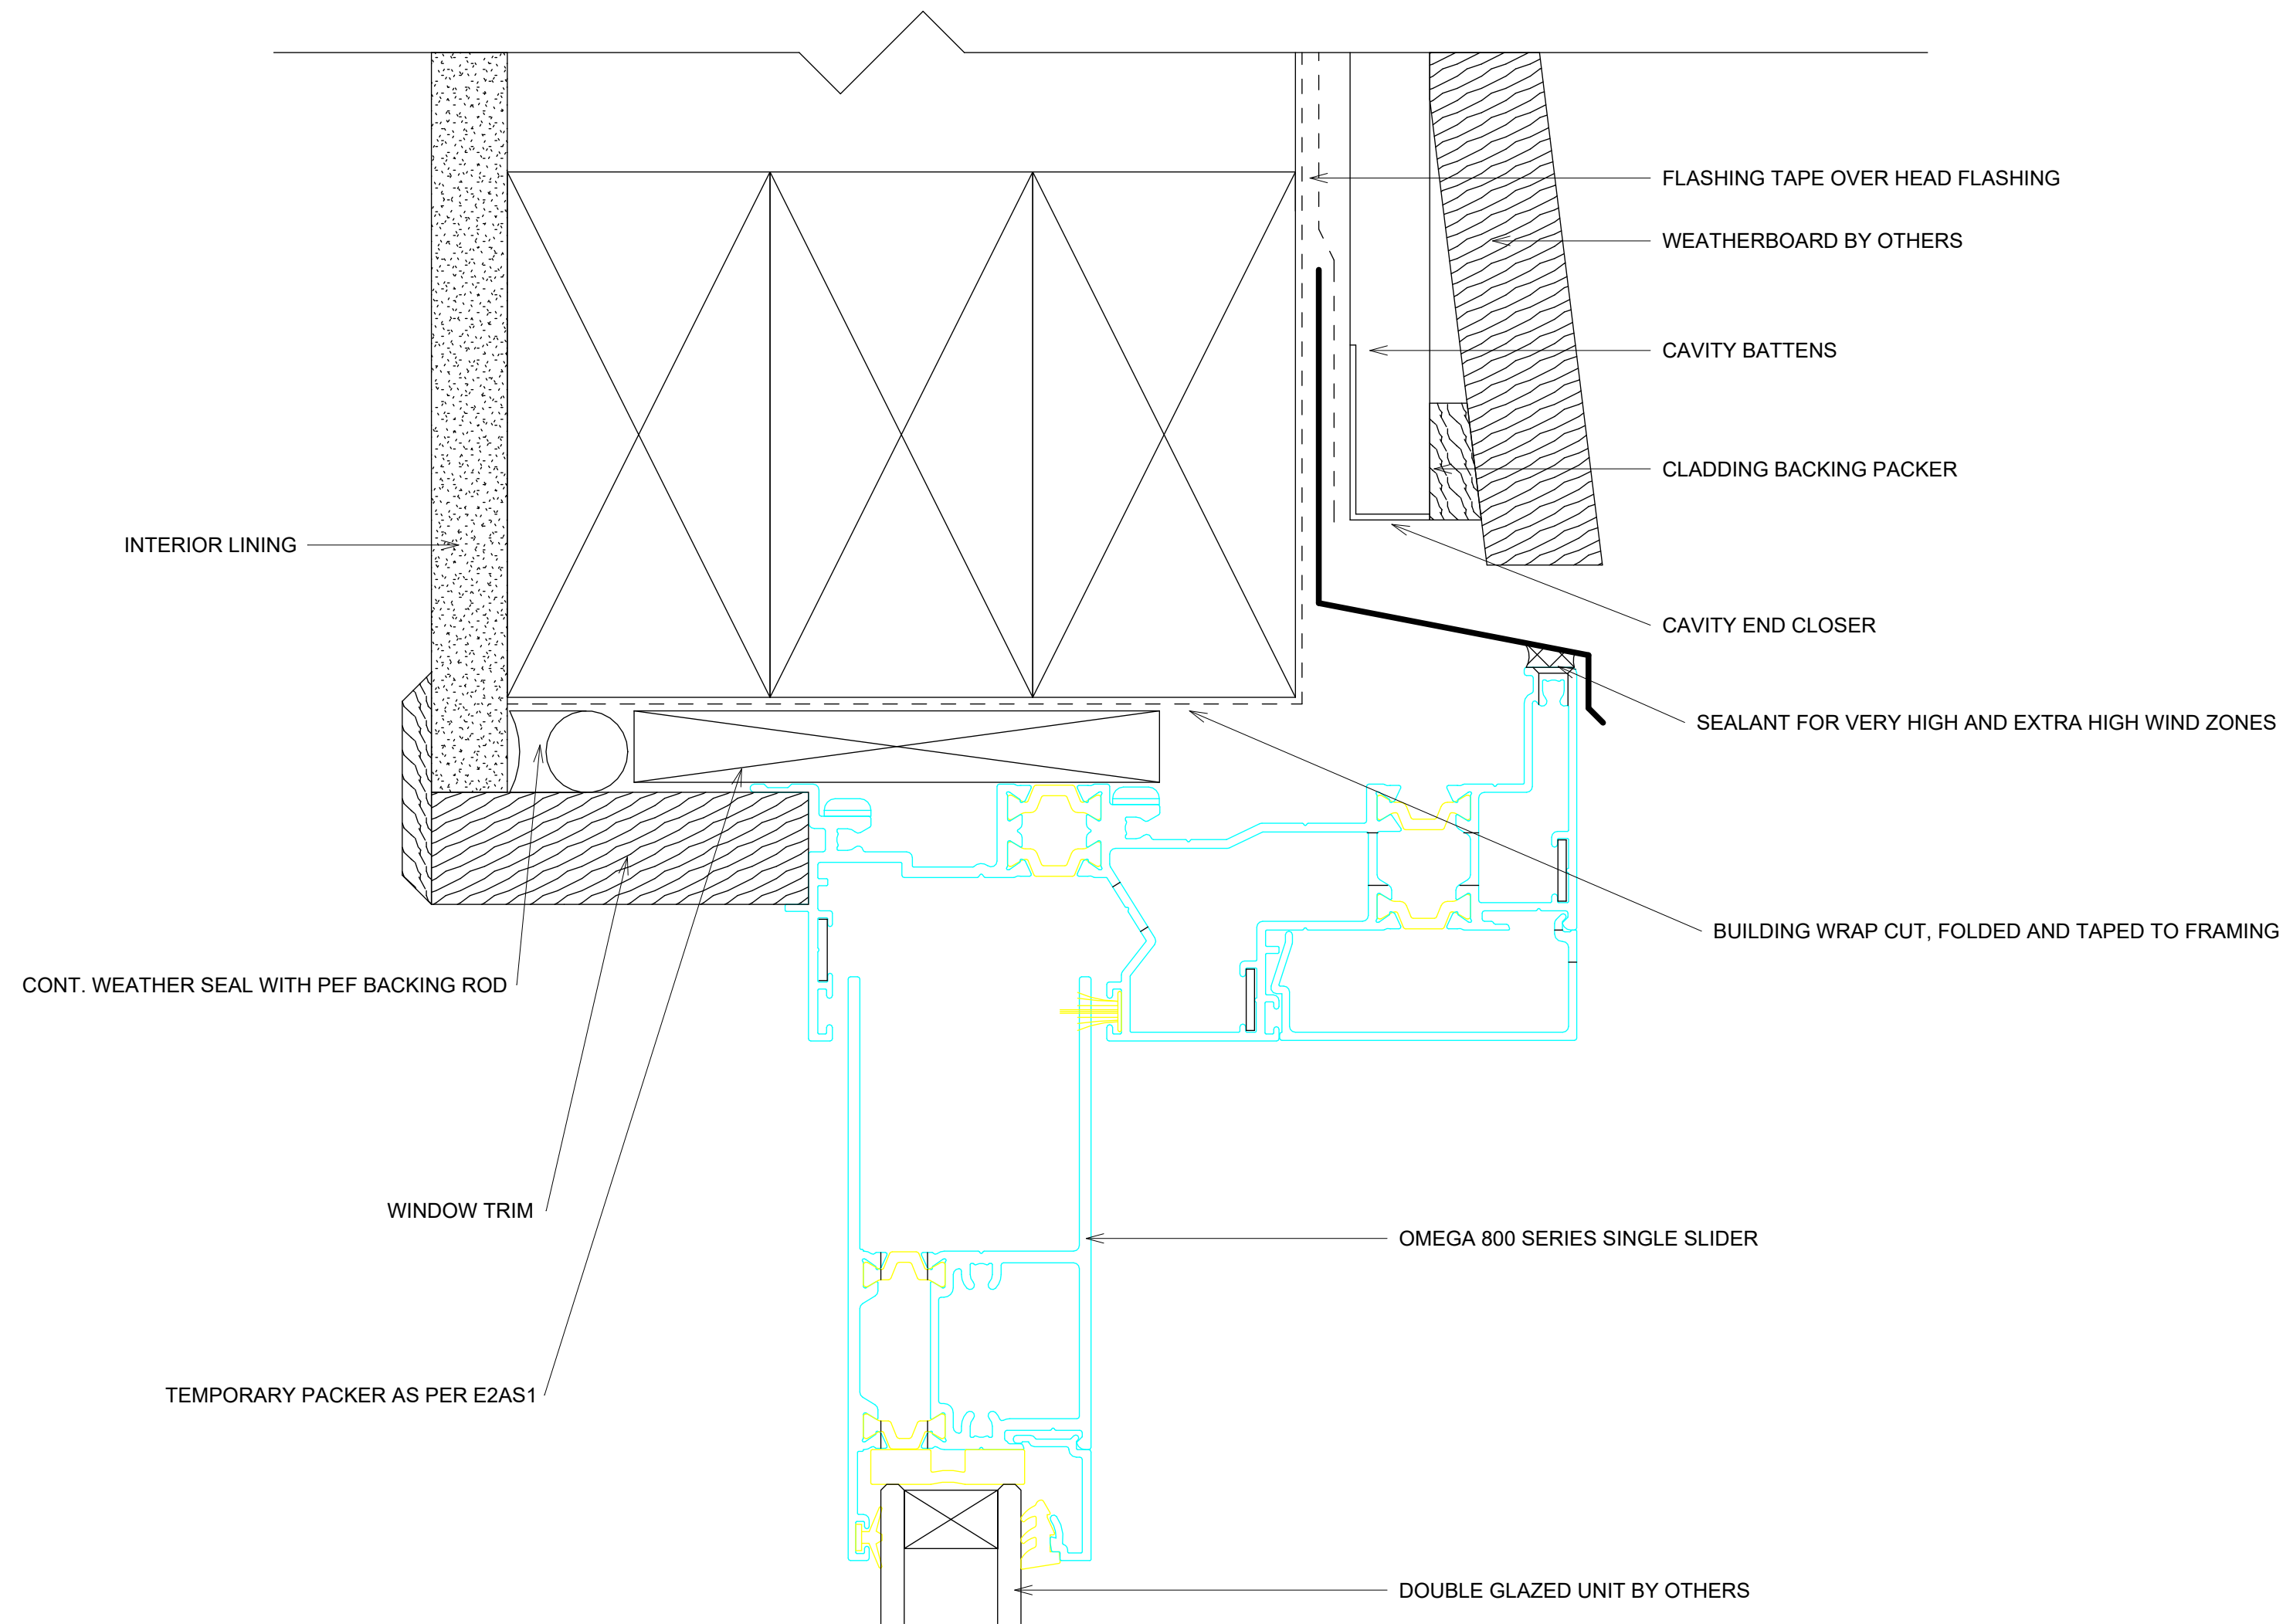 FLASHING TAPE OVER HEAD FLASHING
WEATHERBOARD BY OTHERS
CAVITY BATTENS
CLADDING BACKING PACKER
INTERIOR LINING
CAVITY END CLOSER
SEALANT FOR VERY HIGH AND EXTRA HIGH WIND ZONES
BUILDING WRAP CUT, FOLDED AND TAPED TO FRAMING
CONT. WEATHER SEAL WITH PEF BACKING ROD
WINDOW TRIM
OMEGA 800 SERIES SINGLE SLIDER
TEMPORARY PACKER AS PER E2AS1
DOUBLE GLAZED UNIT BY OTHERS